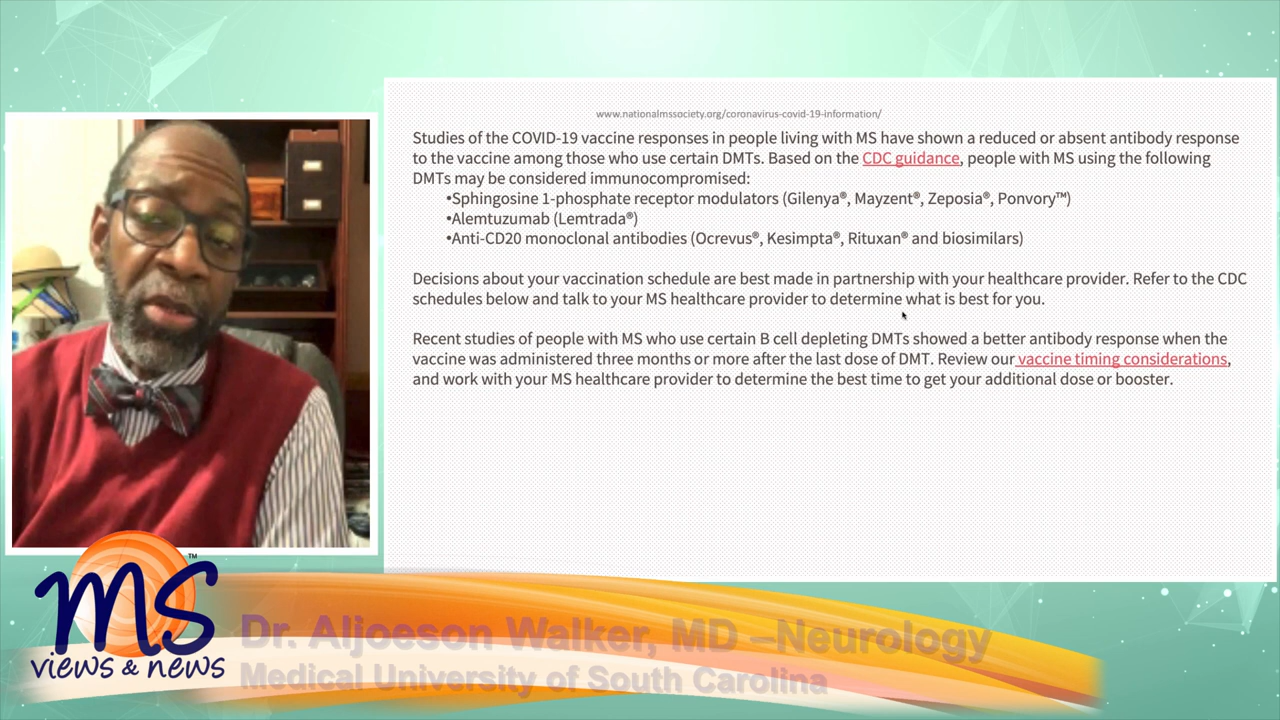 www.nationalmssociety.org/coronavirus-covid-19-information/
Studies of the COVID-19 vaccine responses in people living with MS have shown a reduced or absent antibody response
to the vaccine among those who use certain DMTs. Based on the CDC guidance, people with MS using the following
DMTs may be considered immunocompromised:
•Sphingosine 1-phosphate receptor modulators (Gilenya®, Mayzent®, Zeposia®, Ponvory™)
•Alemtuzumab (Lemtrada®)
•Anti-CD20 monoclonal antibodies (Ocrevus®, Kesimpta®, Rituxan® and biosimilars)
Decisions about your vaccination schedule are best made in partnership with your healthcare provider. Refer to the CDC
schedules below and talk to your MS healthcare provider to determine what is best for you.
Recent studies of people with MS who use certain B cell depleting DMTs showed a better antibody response when the
vaccine was administered three months or more after the last dose of DMT. Review our vaccine timing considerations,
and work with your MS healthcare provider to determine the best time to get your additional dose or booster.
MS™
views & news
Dr. Aljoeson Walker, MD –Neurology
Medical University of South Carolina